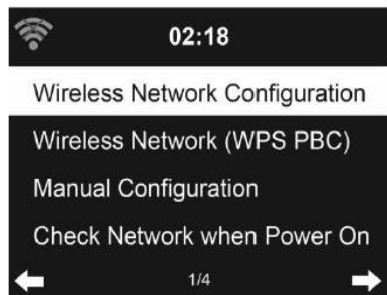 02:18
Wireless Network Configuration
Wireless Network (WPS PBC)
Manual Configuration
Check Network when Power On
1/4